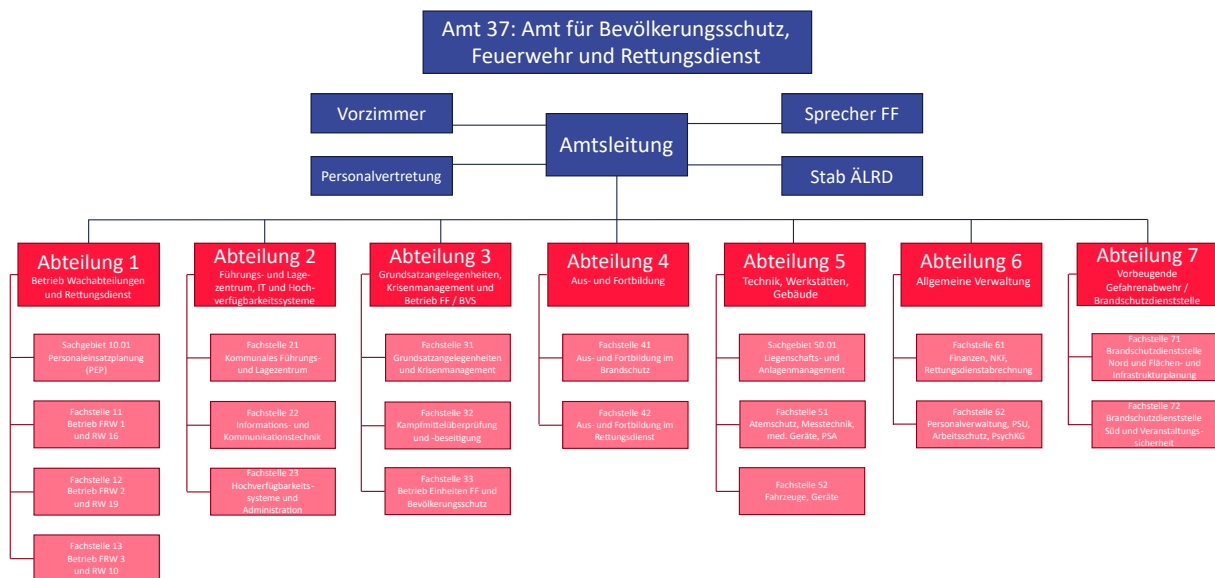 Amt 37: Amt für Bevölkerungsschutz,
Feuerwehr und Rettungsdienst
Vorzimmer
Sprecher FF
Amtsleitung
Personalvertretung
Stab ÄLRD
Abteilung 1
Betrieb Wachabteilungen
und Rettungsdienst
Sachgebiet 10.01
Personaleinsatzplanung
(PEP)
Fachstelle 11
Betrieb FRW 1
und RW 16
Fachstelle 12
Betrieb FRW 2
und RW 19
Fachstelle 13
Betrieb FRW 3
und RW 10
Abteilung 2
Führungs- und Lage-
zentrum, IT und Hoch-
verfügbarkeitssysteme
Fachstelle 21
Kommunales Führungs-
und Lagezentrum
Fachstelle 22
Informations- und
Kommunikationstechnik
Fachstelle 23
Hochverfügbarkeits-
systeme und
Administration
Abteilung 3
Grundsatzangelegenheiten,
Krisenmanagement und
Betrieb FF / BVS
Fachstelle 31
Grundsatzangelegenheiten
und Krisenmanagement
Fachstelle 32
Kampfmittelüberprüfung
und -beseitigung
Fachstelle 33
Betrieb Einheiten FF und
Bevölkerungsschutz
Abteilung 4
Aus- und Fortbildung
Fachstelle 41
Aus- und Fortbildung im
Brandschutz
Fachstelle 42
Aus- und Fortbildung im
Rettungsdienst
Abteilung 5
Technik, Werkstätten,
Gebäude
Sachgebiet 50.01
Liegenschafts- und
Anlagenmanagement
Fachstelle 51
Atemschutz, Messtechnik,
med. Geräte, PSA
Fachstelle 52
Fahrzeuge, Geräte
Abteilung 6
Allgemeine Verwaltung
Fachstelle 61
Finanzen, NKF,
Rettungsdienstabrechnung
Fachstelle 62
Personalverwaltung, PSU,
Arbeitsschutz, PsychKG
Abteilung 7
Vorbeugende
Gefahrenabwehr /
Brandschutzdienststelle
Fachstelle 71
Brandschutzdienststelle
Nord und Flächen- und
Infrastrukturplanung
Fachstelle 72
Brandschutzdienststelle
Süd und Veranstaltungs-
sicherheit